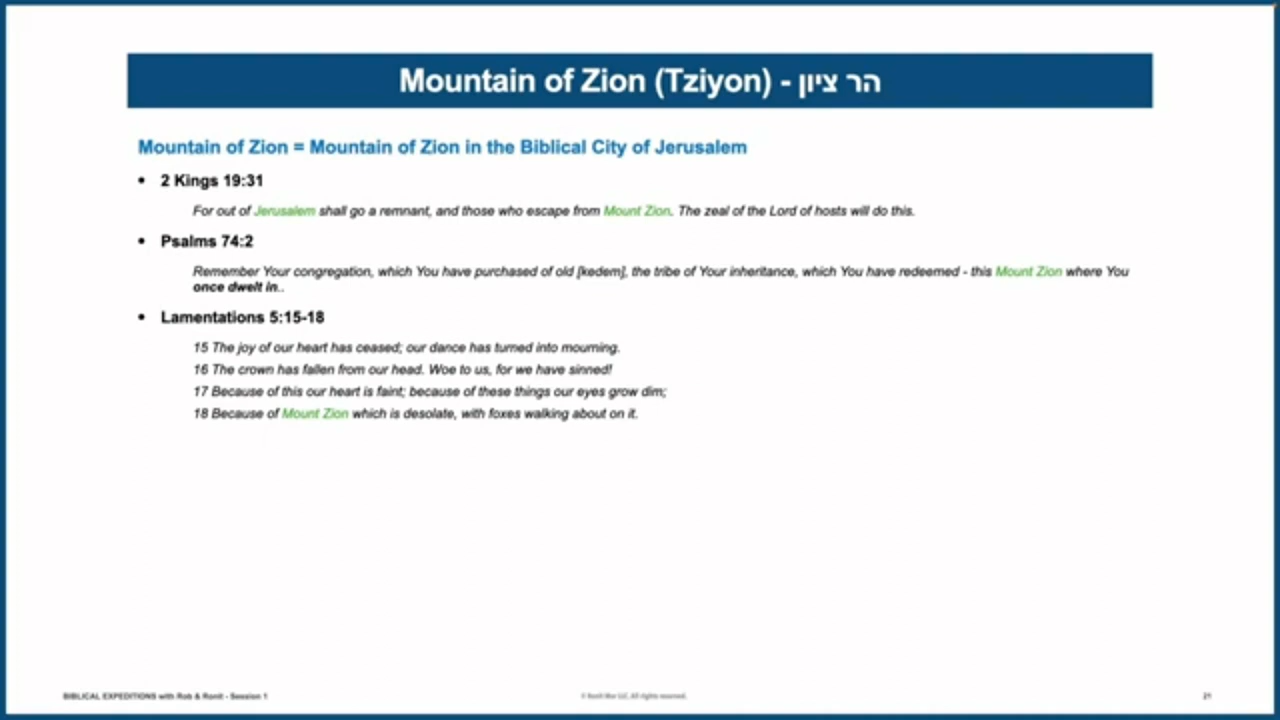 Mountain of Zion (Tziyon) - הר ציון
Mountain of Zion = Mountain of Zion in the Biblical City of Jerusalem
• 2 Kings 19:31
For out of Jerusalem shall go a remnant, and those who escape from Mount Zion. The zeal of the Lord of hosts will do this.
• Psalms 74:2
Remember Your congregation, which You have purchased of old [kedem], the tribe of Your inheritance, which You have redeemed - this Mount Zion where You
once dwelt in..
• Lamentations 5:15-18
15 The joy of our heart has ceased; our dance has turned into mourning.
16 The crown has fallen from our head. Woe to us, for we have sinned!
17 Because of this our heart is faint; because of these things our eyes grow dim;
18 Because of Mount Zion which is desolate, with foxes walking about on it.
BIBLICAL EXPEDITIONS with Rob & Ronit - Session 1
© Ronit LLC. All rights reserved.
21